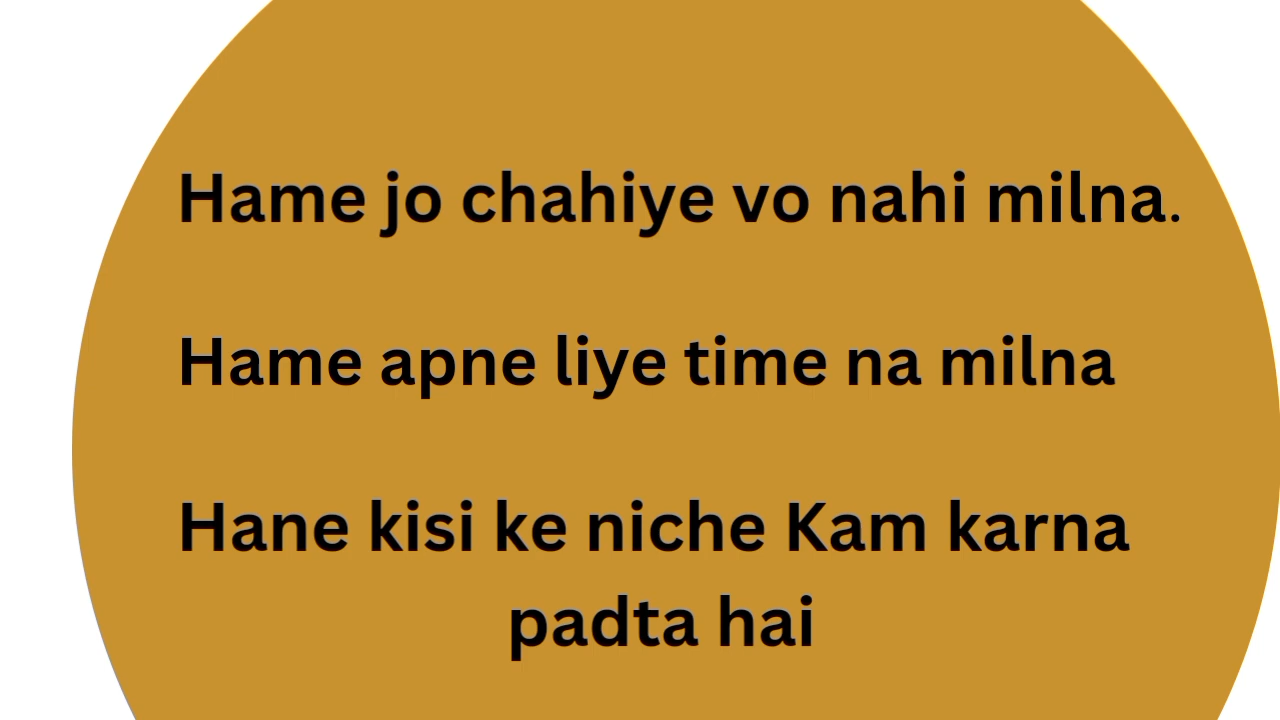 Hame jo chahiye vo nahi milna.
Hame apne liye time na milna
Hane kisi ke niche Kam karna
padta hai